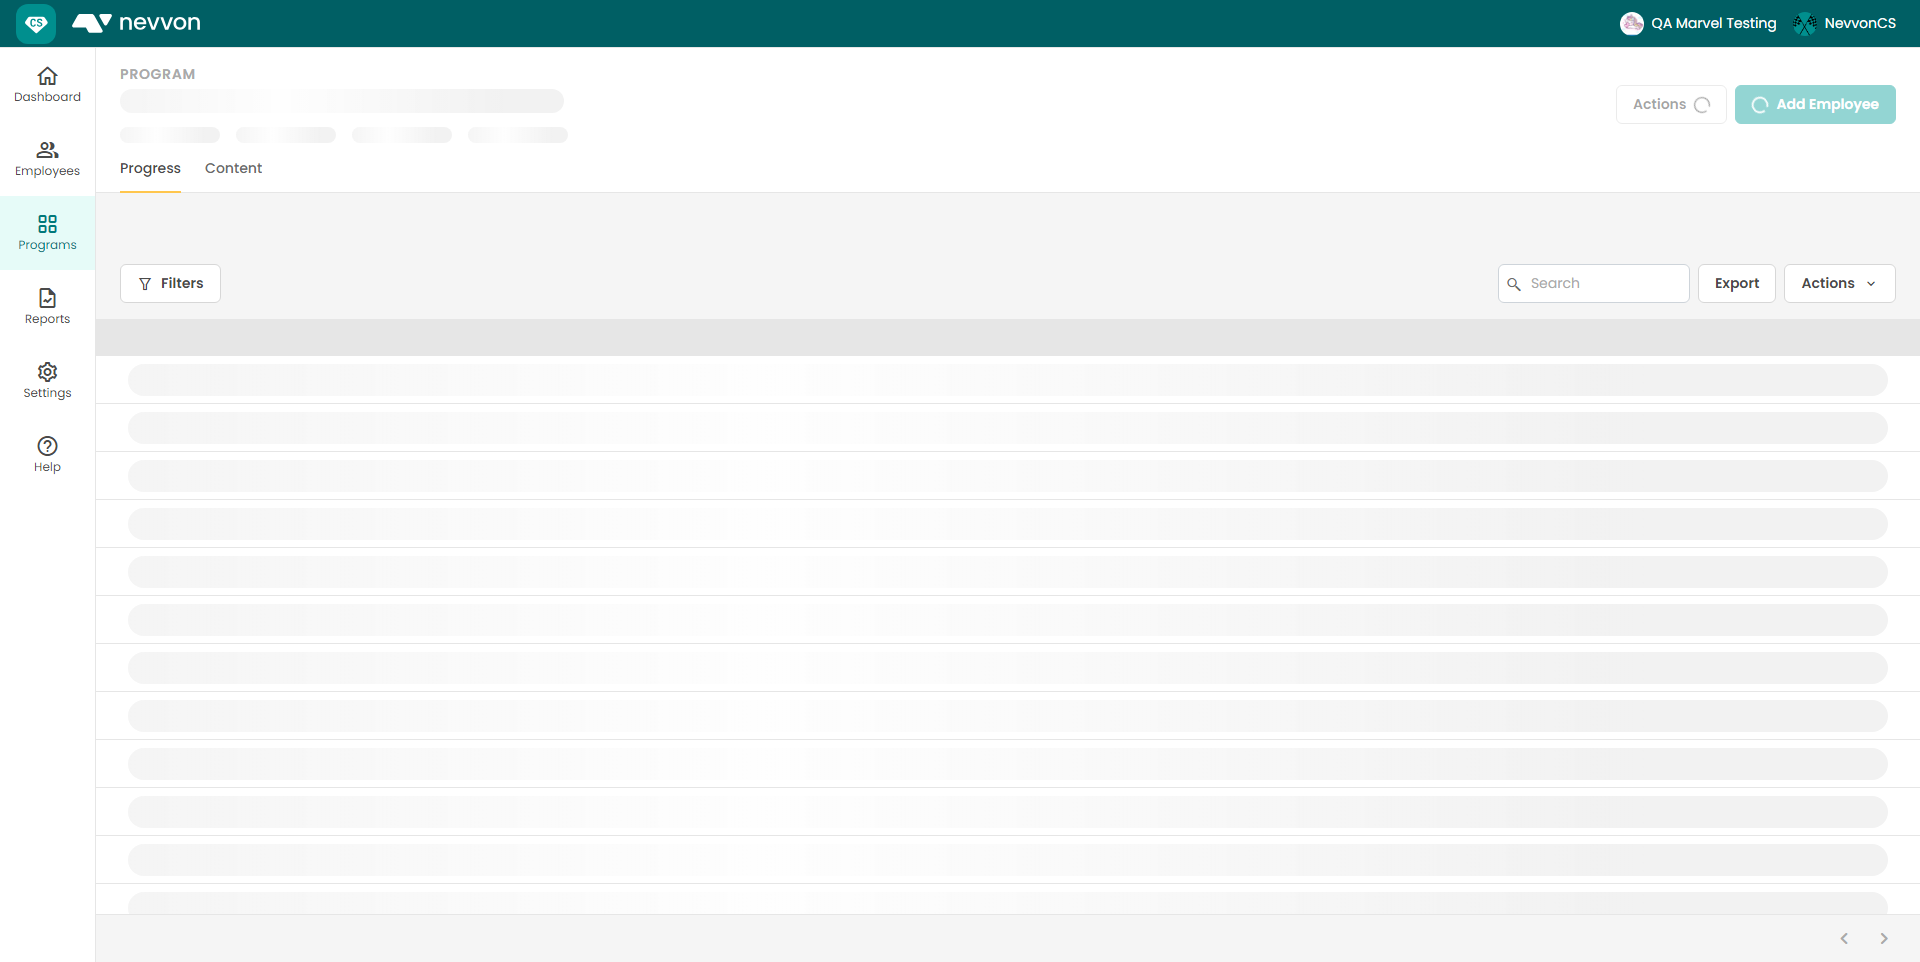 CS nevvon
QA Marvel Testing NevvonCS
Dashboard
Employees
Programs
Reports
Settings
Help
PROGRAM
Actions Add Employee
Progress Content
Filters Search Export Actions